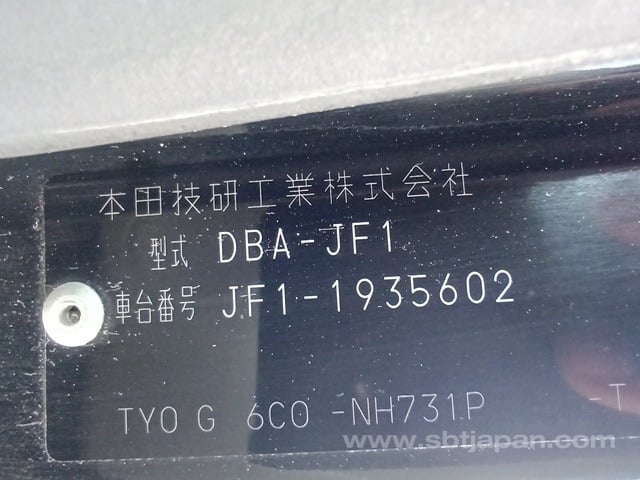 本田技研工業株式会社
型式 DBA-JF1
車台番号 JF1-1935602
TYO G 6C0 -NH731P -T
www.sbtjapan.com